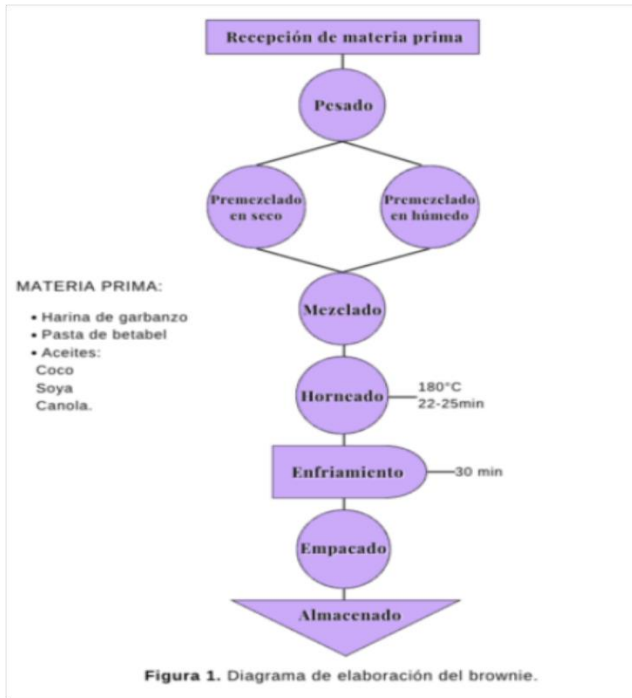 Recepción de materia prima
Pesado
Premezclado
en seco
Premezclado
en húmedo
MATERIA PRIMA:
• Harina de garbanzo
• Pasta de betabel
• Aceites:
Coco
Soya
Canola.
Mezclado
Horneado
180°C
22-25min
Enfriamiento
30 min
Empacado
Almacenado
Figura 1. Diagrama de elaboración del brownie.